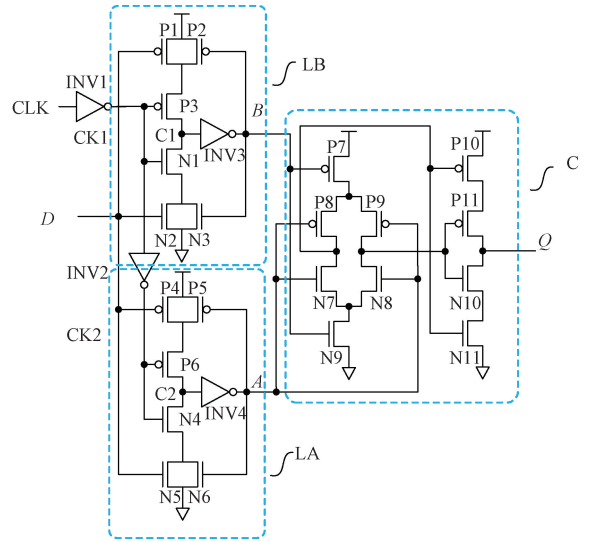 P1 P2
LB
INV1
CLK
P3
B
CK1
C1
INV3
P7
P10
N1
C
P8
P9
P11
D
N2 N3
Q
INV2
P4 P5
N7
N8
N10
CK2
N9
N11
P6
C2
A
N4
INV4
LA
N5 N6